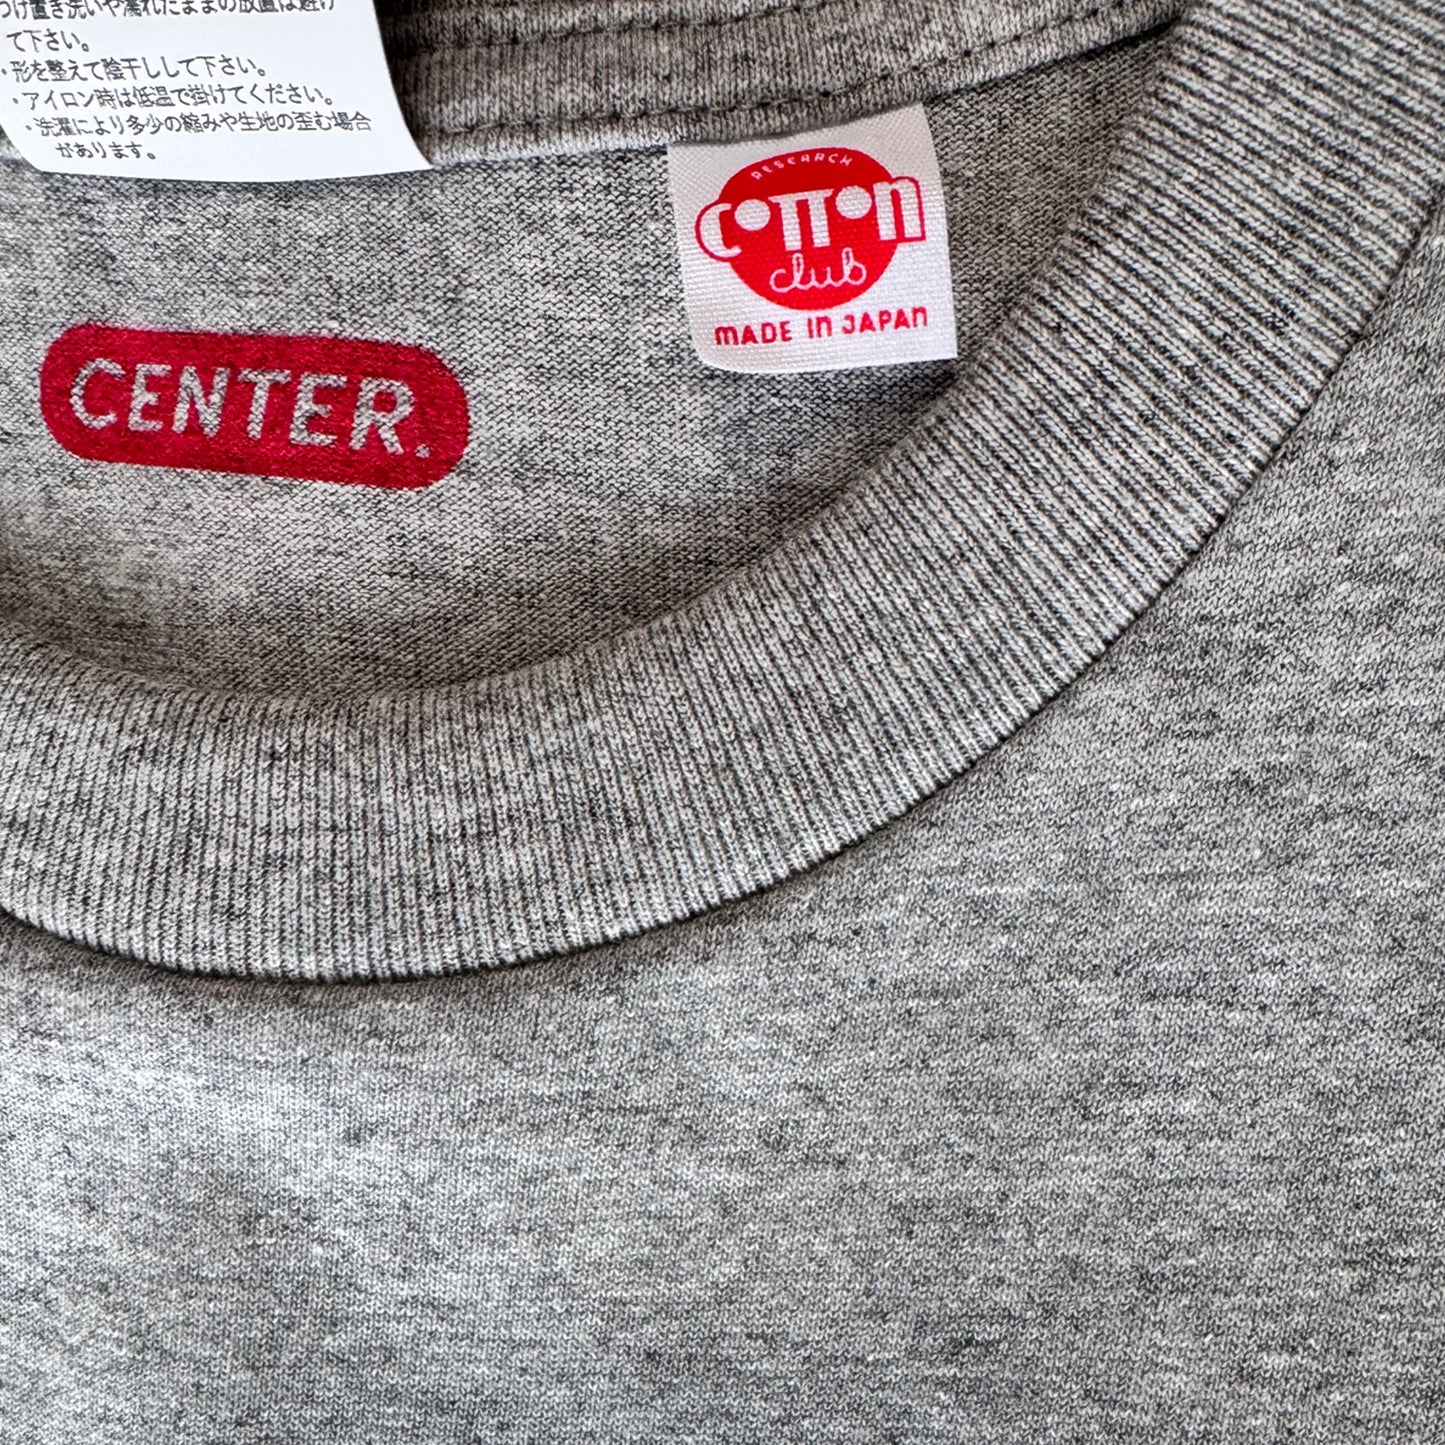 つけ置き洗いや濡れたままの放置は避け
て下さい。
・形を整えて陰干しして下さい。
・アイロン時は低温で掛けてください。
・洗濯により多少の縮みや生地の歪む場合
があります。
RESEARCH
COTTON
club
MADE IN JAPAN
CENTER.